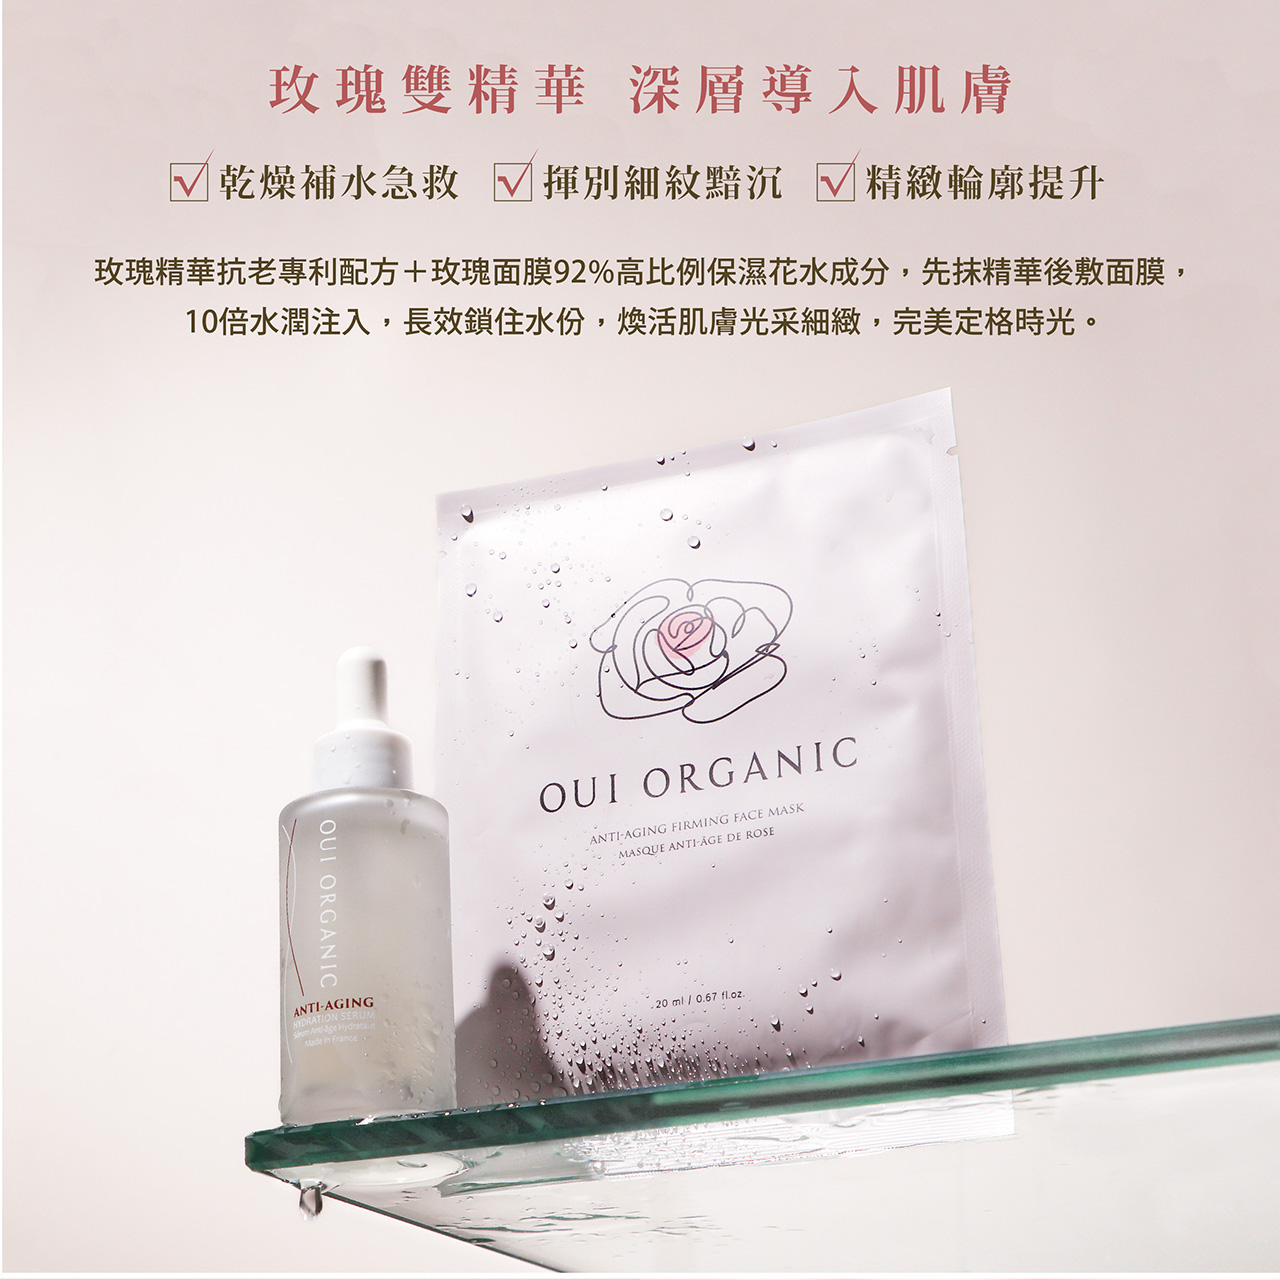 玫瑰雙精華 深層導入肌膚
乾燥補水急救 揮別細紋黯沉 精緻輪廓提升
玫瑰精華抗老專利配方＋玫瑰面膜92%高比例保濕花水成分，先抹精華後敷面膜，
10倍水潤注入，長效鎖住水份，煥活肌膚光采細緻，完美定格時光。
OUI ORGANIC
ANTI-AGING FIRMING FACE MASK
MASQUE ANTI-ÂGE DE ROSE
20 ml / 0.67 fl.oz.
OUI ORGANIC
ANTI-AGING
HYDRATION SERUM
Sérum Anti-âge Hydratant
Made in France